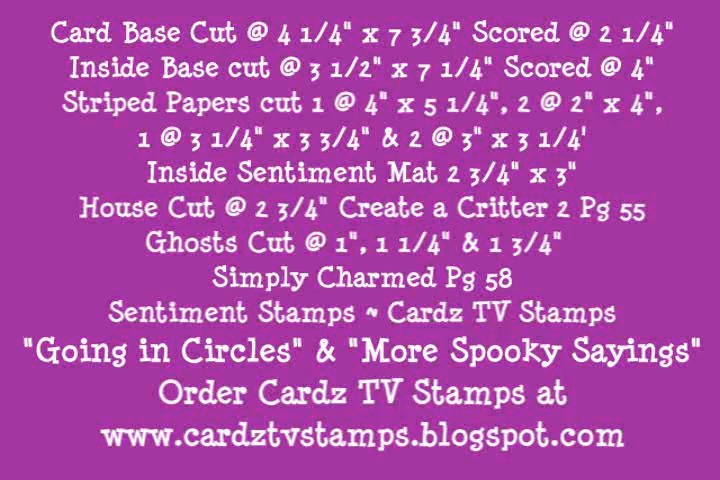 Card Base Cut @ 4 1/4" x 7 3/4" Scored @ 2 1/4"
Inside Base cut @ 3 1/2" x 7 1/4" Scored @ 4"
Striped Papers cut 1 @ 4" x 5 1/4", 2 @ 2" x 4",
1 @ 3 1/4" x 3 3/4" & 2 @ 3" x 3 1/4'
Inside Sentiment Mat 2 3/4" x 3"
House Cut @ 2 3/4" Create a Critter 2 Pg 55
Ghosts Cut @ 1", 1 1/4" & 1 3/4"
Simply Charmed Pg 58
Sentiment Stamps ~ Cardz TV Stamps
"Going in Circles" & "More Spooky Sayings"
Order Cardz TV Stamps at
www.cardztvstamps.blogspot.com